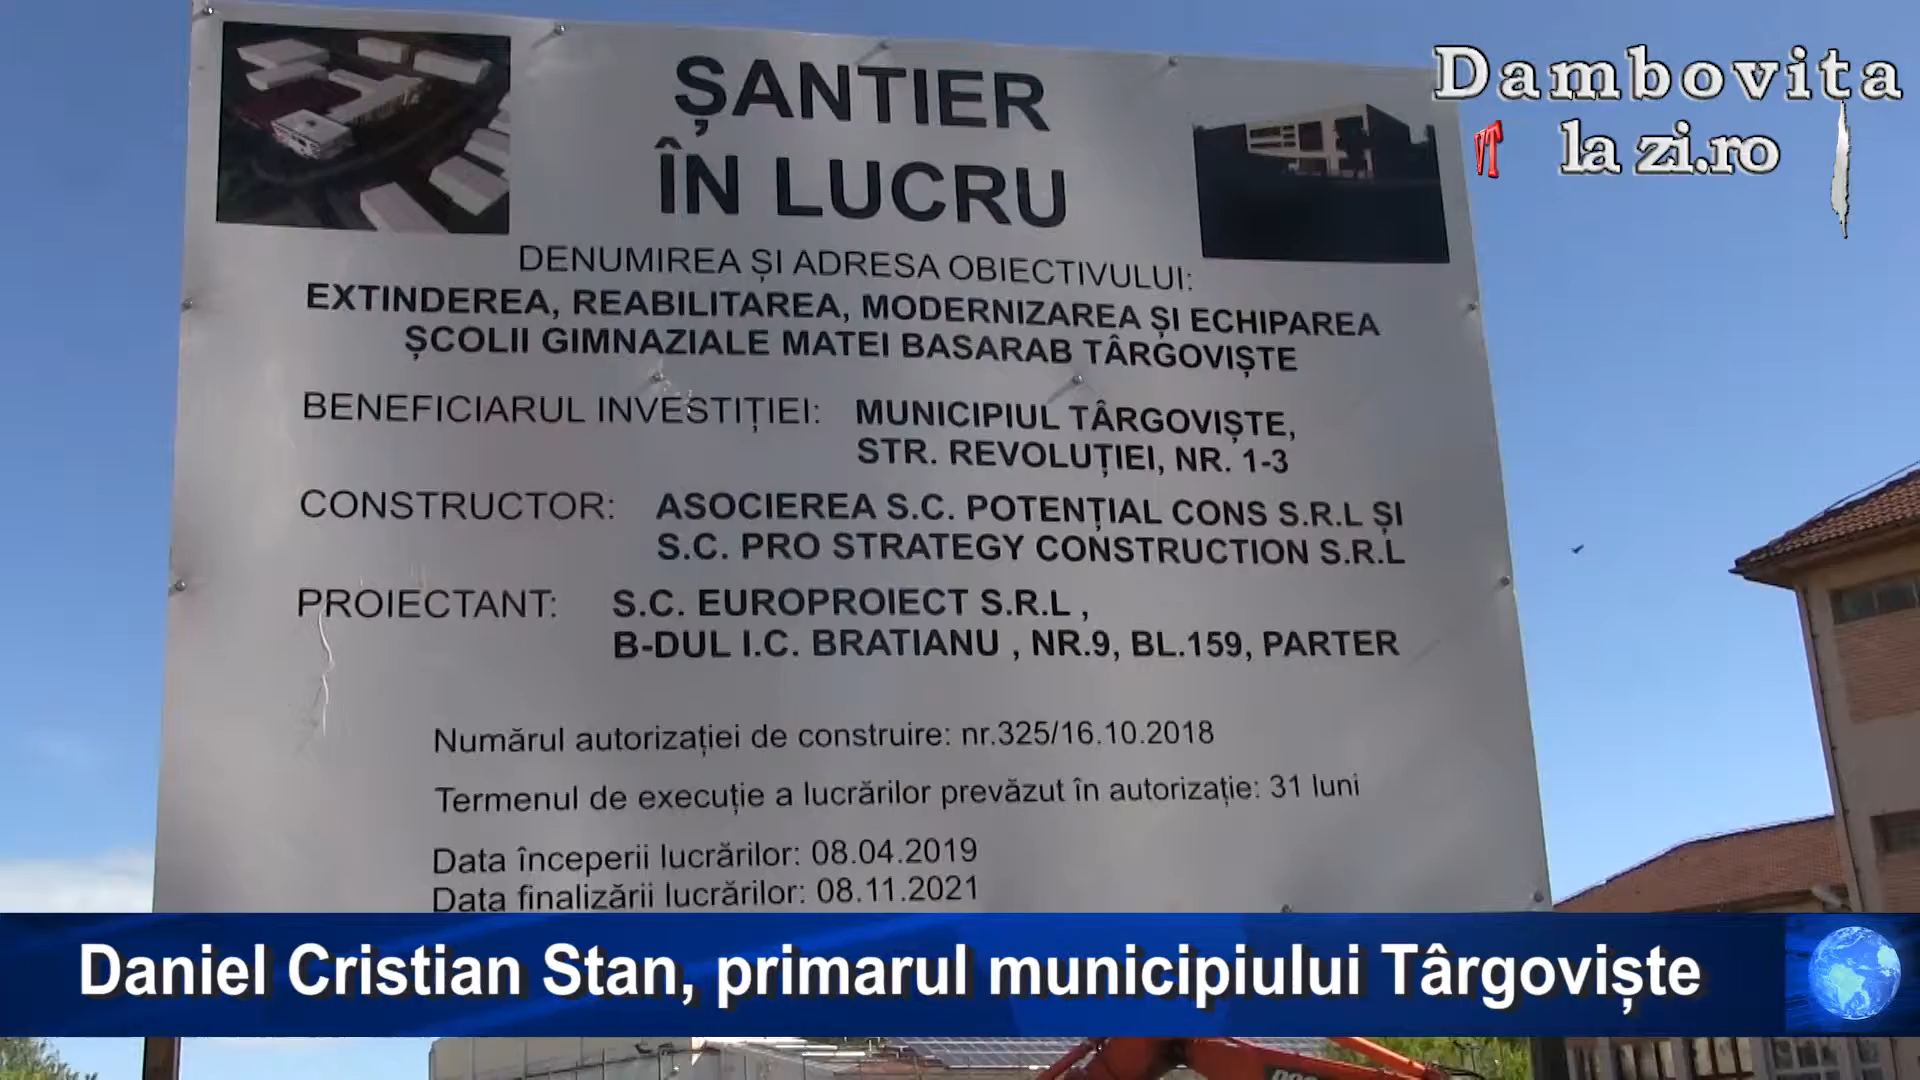 ȘANTIER
ÎN LUCRU
DENUMIREA ȘI ADRESA OBIECTIVULUI:
EXTINDEREA, REABILITAREA, MODERNIZAREA ȘI ECHIPAREA
ȘCOLII GIMNAZIALE MATEI BASARAB TÂRGOVIȘTE
BENEFICIARUL INVESTIȚIEI: MUNICIPIUL TÂRGOVIȘTE,
STR. REVOLUȚIEI, NR. 1-3
CONSTRUCTOR: ASOCIEREA S.C. POTENȚIAL CONS S.R.L ȘI
S.C. PRO STRATEGY CONSTRUCTION S.R.L
PROIECTANT: S.C. EUROPROIECT S.R.L ,
B-DUL I.C. BRATIANU , NR.9, BL.159, PARTER
Numărul autorizației de construire: nr.325/16.10.2018
Termenul de execuție a lucrărilor prevăzut în autorizație: 31 luni
Data începerii lucrărilor: 08.04.2019
Data finalizării lucrărilor: 08.11.2021
Dambovita
VT la zi.ro
Daniel Cristian Stan, primarul municipiului Târgoviște